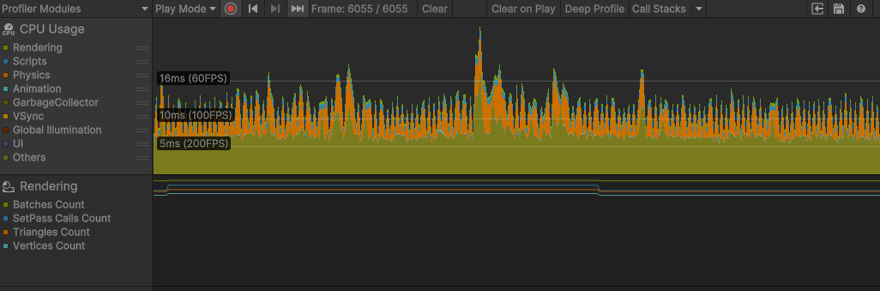 Profiler Modules Play Mode Frame: 6055 / 6055 Clear Clear on Play Deep Profile Call Stacks
CPU Usage
CPU
Rendering
Scripts
Physics
Animation
GarbageCollector
VSync
Global Illumination
UI
Others
16ms (60FPS)
10ms (100FPS)
5ms (200FPS)
Rendering
Batches Count
SetPass Calls Count
Triangles Count
Vertices Count